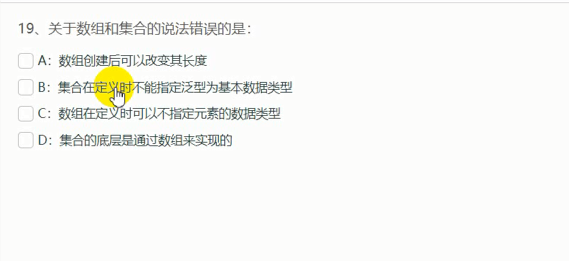 19、关于数组和集合的说法错误的是：
A：数组创建后可以改变其长度
B：集合在定义时不能指定泛型为基本数据类型
C：数组在定义时可以不指定元素的数据类型
D：集合的底层是通过数组来实现的